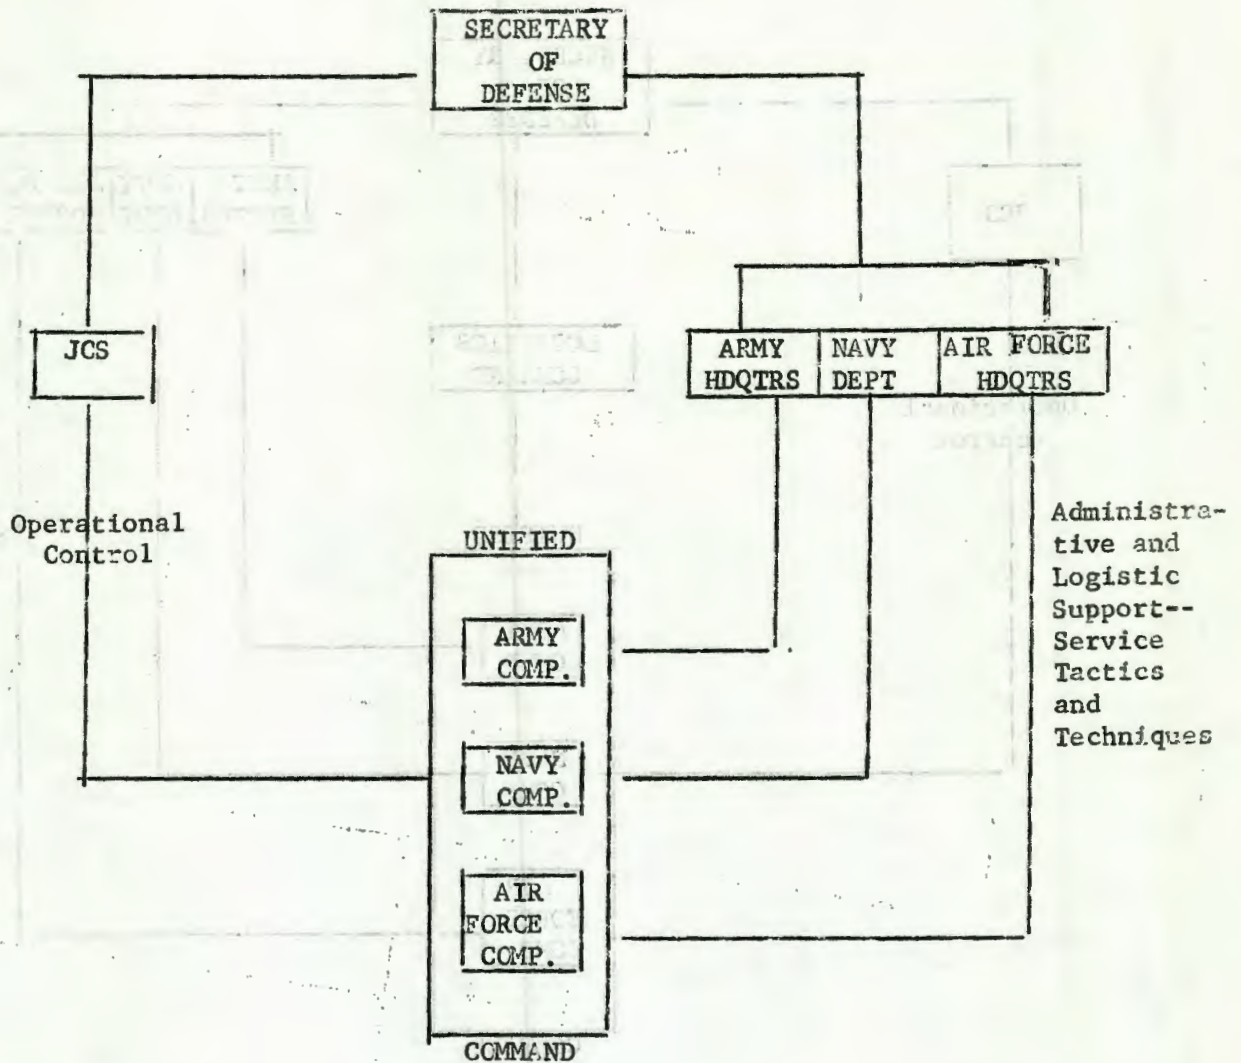 SECRETARY
OF
DEFENSE
JCS
ARMY
HDQTRS
NAVY
DEPT
AIR FORCE
HDQTRS
Operational
Control
Administra-
tive and
Logistic
Support--
Service
Tactics
and
Techniques
UNIFIED
ARMY
COMP.
NAVY
COMP.
AIR
FORCE
COMP.
COMMAND